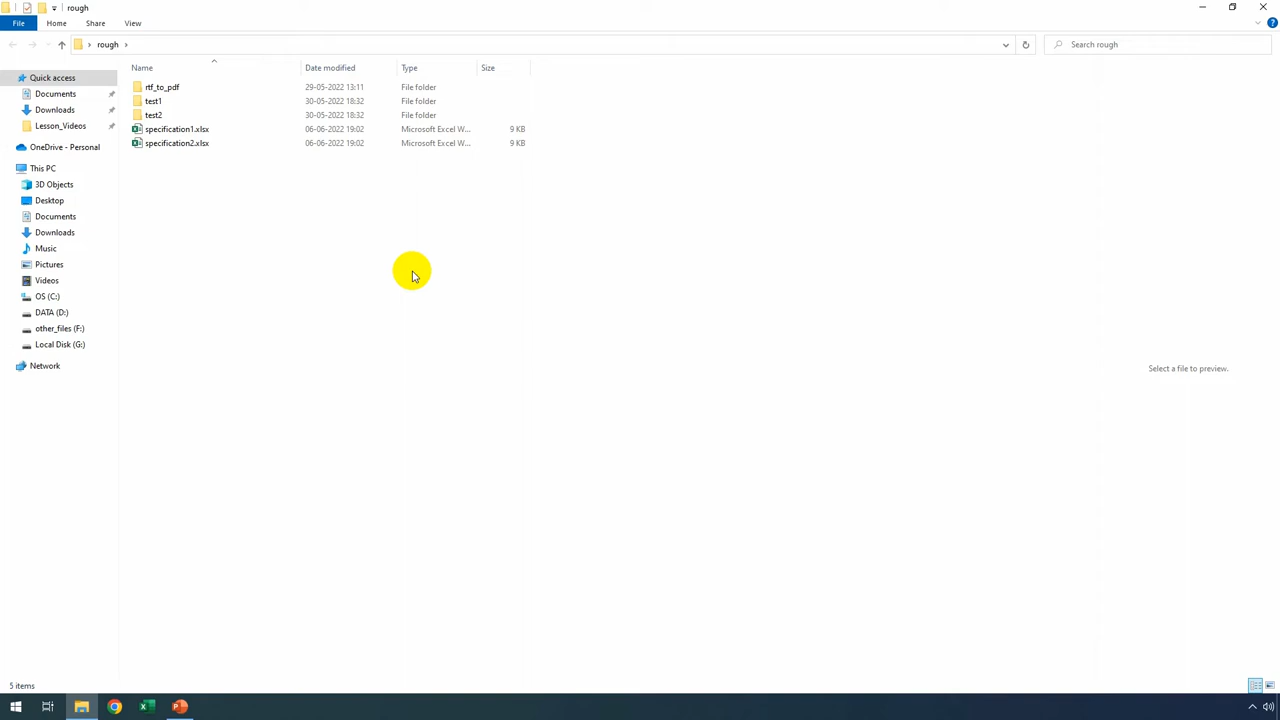 rough
File Home Share View
rough
Search rough
Name Date modified Type Size
Quick access
Documents
Downloads
Lesson_Videos
OneDrive - Personal
This PC
3D Objects
Desktop
Documents
Downloads
Music
Pictures
Videos
OS (C:)
DATA (D:)
other_files (F:)
Local Disk (G:)
Network
rtf_to_pdf 29-05-2022 13:11 File folder
test1 30-05-2022 18:32 File folder
test2 30-05-2022 18:32 File folder
specification1.xlsx 06-06-2022 19:02 Microsoft Excel W... 9 KB
specification2.xlsx 06-06-2022 19:02 Microsoft Excel W... 9 KB
Select a file to preview.
5 items